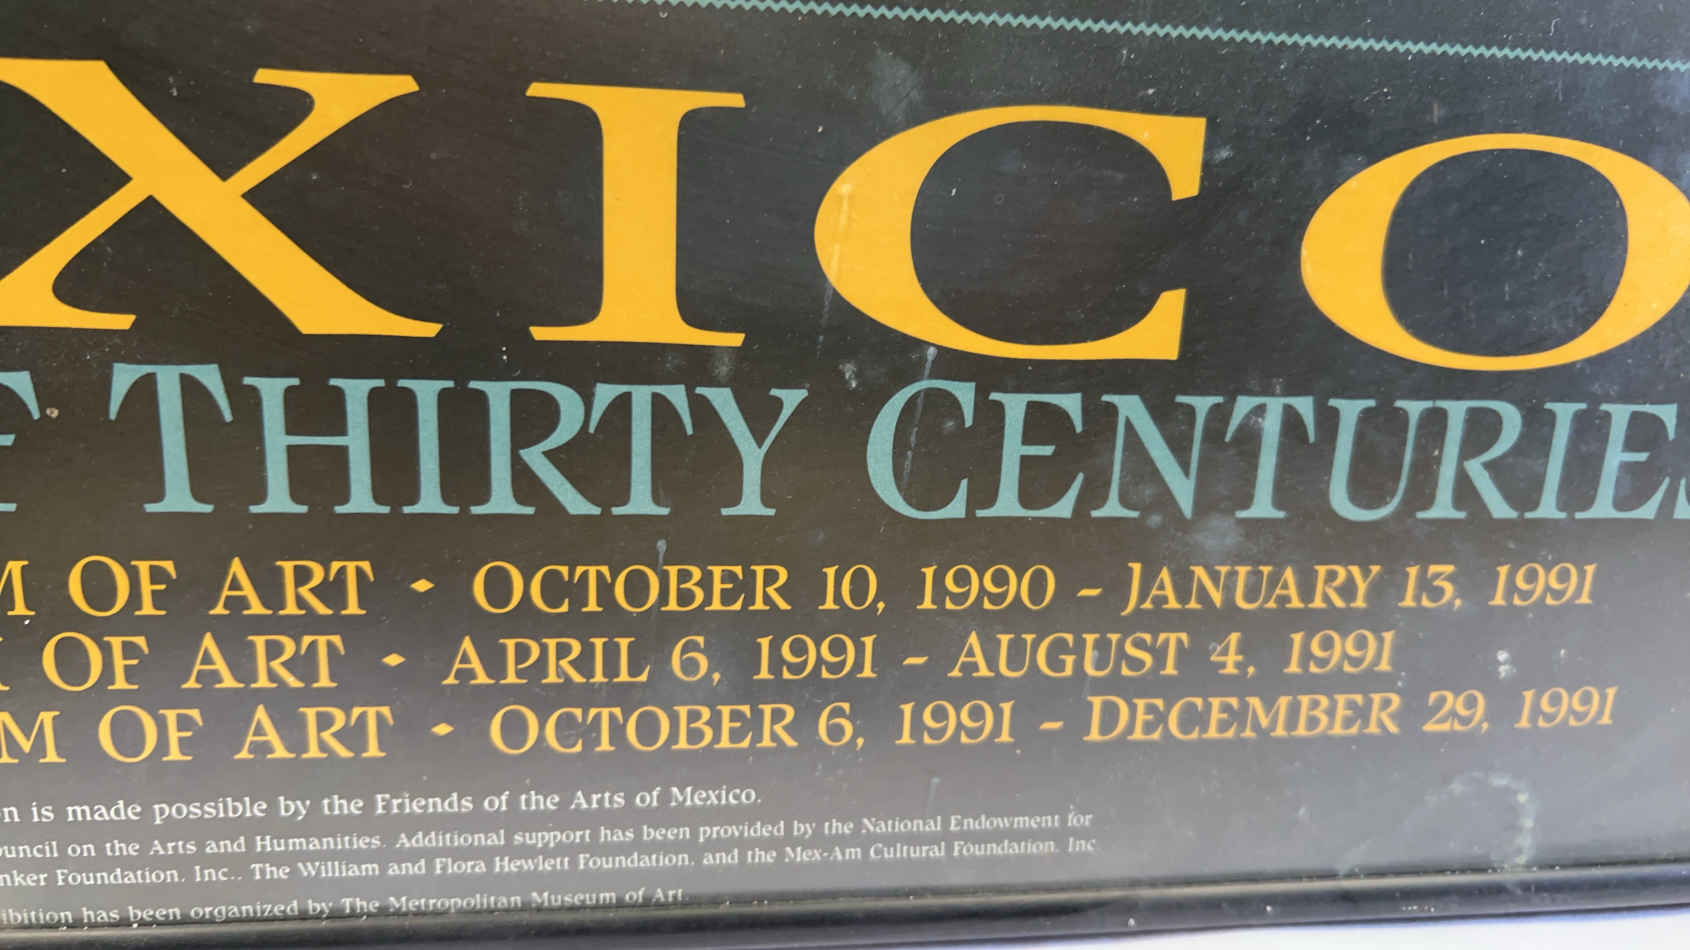 XICO
F THIRTY CENTURIES
M OF ART • OCTOBER 10, 1990 – JANUARY 13, 1991
OF ART • APRIL 6, 1991 – AUGUST 4, 1991
M OF ART • OCTOBER 6, 1991 – DECEMBER 29, 1991
n is made possible by the Friends of the Arts of Mexico.
ouncil on the Arts and Humanities. Additional support has been provided by the National Endowment for
nker Foundation, Inc., The William and Flora Hewlett Foundation, and the Mex-Am Cultural Foundation, Inc
ibition has been organized by The Metropolitan Museum of Art.